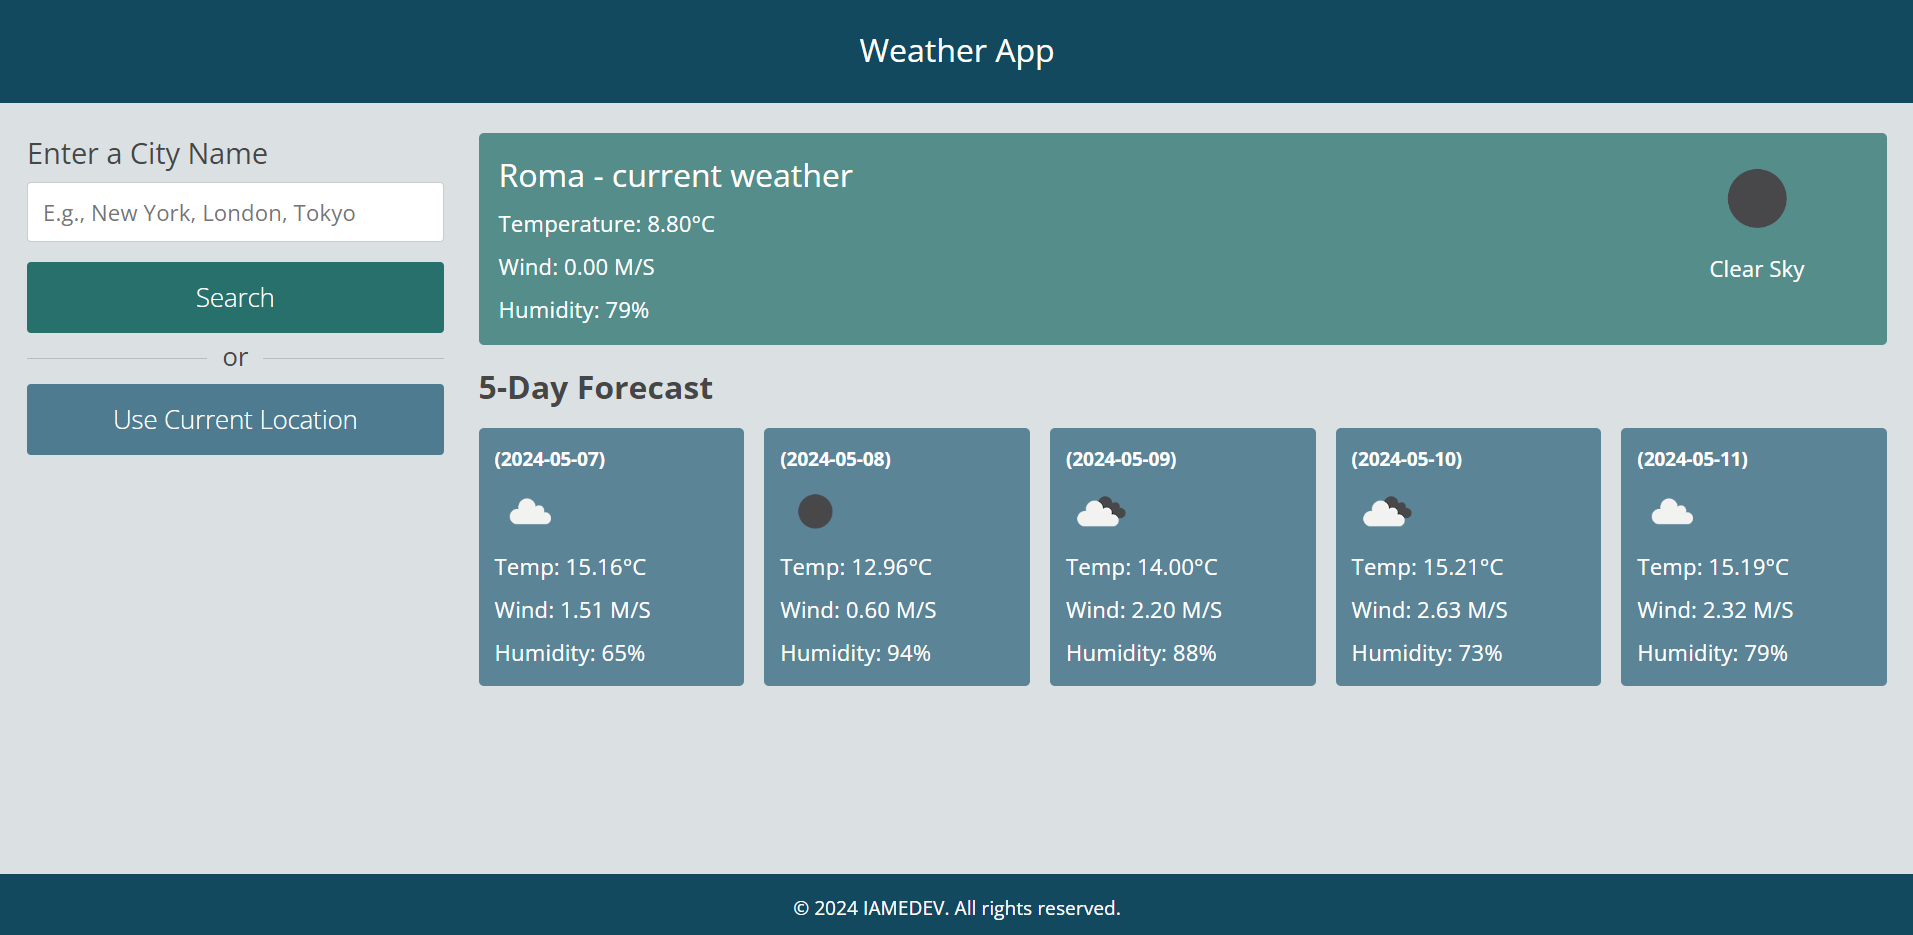 Weather App
Enter a City Name
E.g., New York, London, Tokyo
Search
or
Use Current Location
Roma - current weather
Temperature: 8.80°C
Wind: 0.00 M/S
Humidity: 79%
Clear Sky
5-Day Forecast
(2024-05-07)
Temp: 15.16°C
Wind: 1.51 M/S
Humidity: 65%
(2024-05-08)
Temp: 12.96°C
Wind: 0.60 M/S
Humidity: 94%
(2024-05-09)
Temp: 14.00°C
Wind: 2.20 M/S
Humidity: 88%
(2024-05-10)
Temp: 15.21°C
Wind: 2.63 M/S
Humidity: 73%
(2024-05-11)
Temp: 15.19°C
Wind: 2.32 M/S
Humidity: 79%
© 2024 IAMEDEV. All rights reserved.